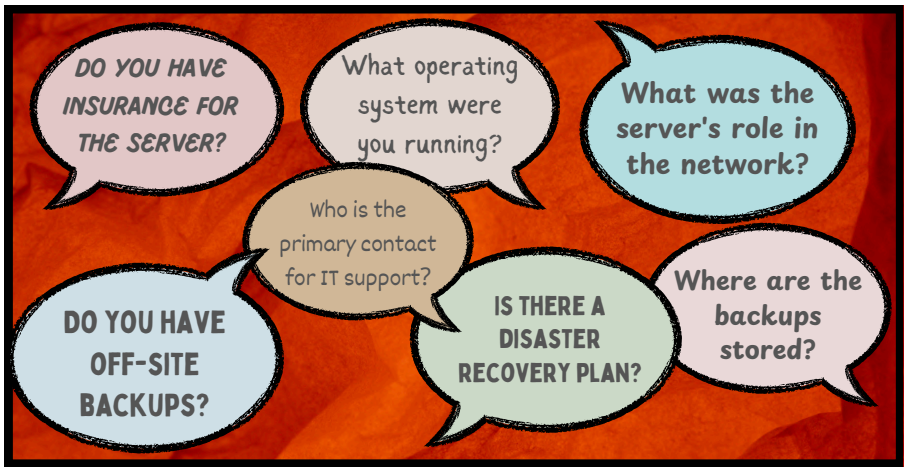 DO YOU HAVE
INSURANCE FOR
THE SERVER?
What operating
system were
you running?
What was the
server's role in
the network?
Who is the
primary contact
for IT support?
DO YOU HAVE
OFF-SITE
BACKUPS?
IS THERE A
DISASTER
RECOVERY PLAN?
Where are the
backups
stored?